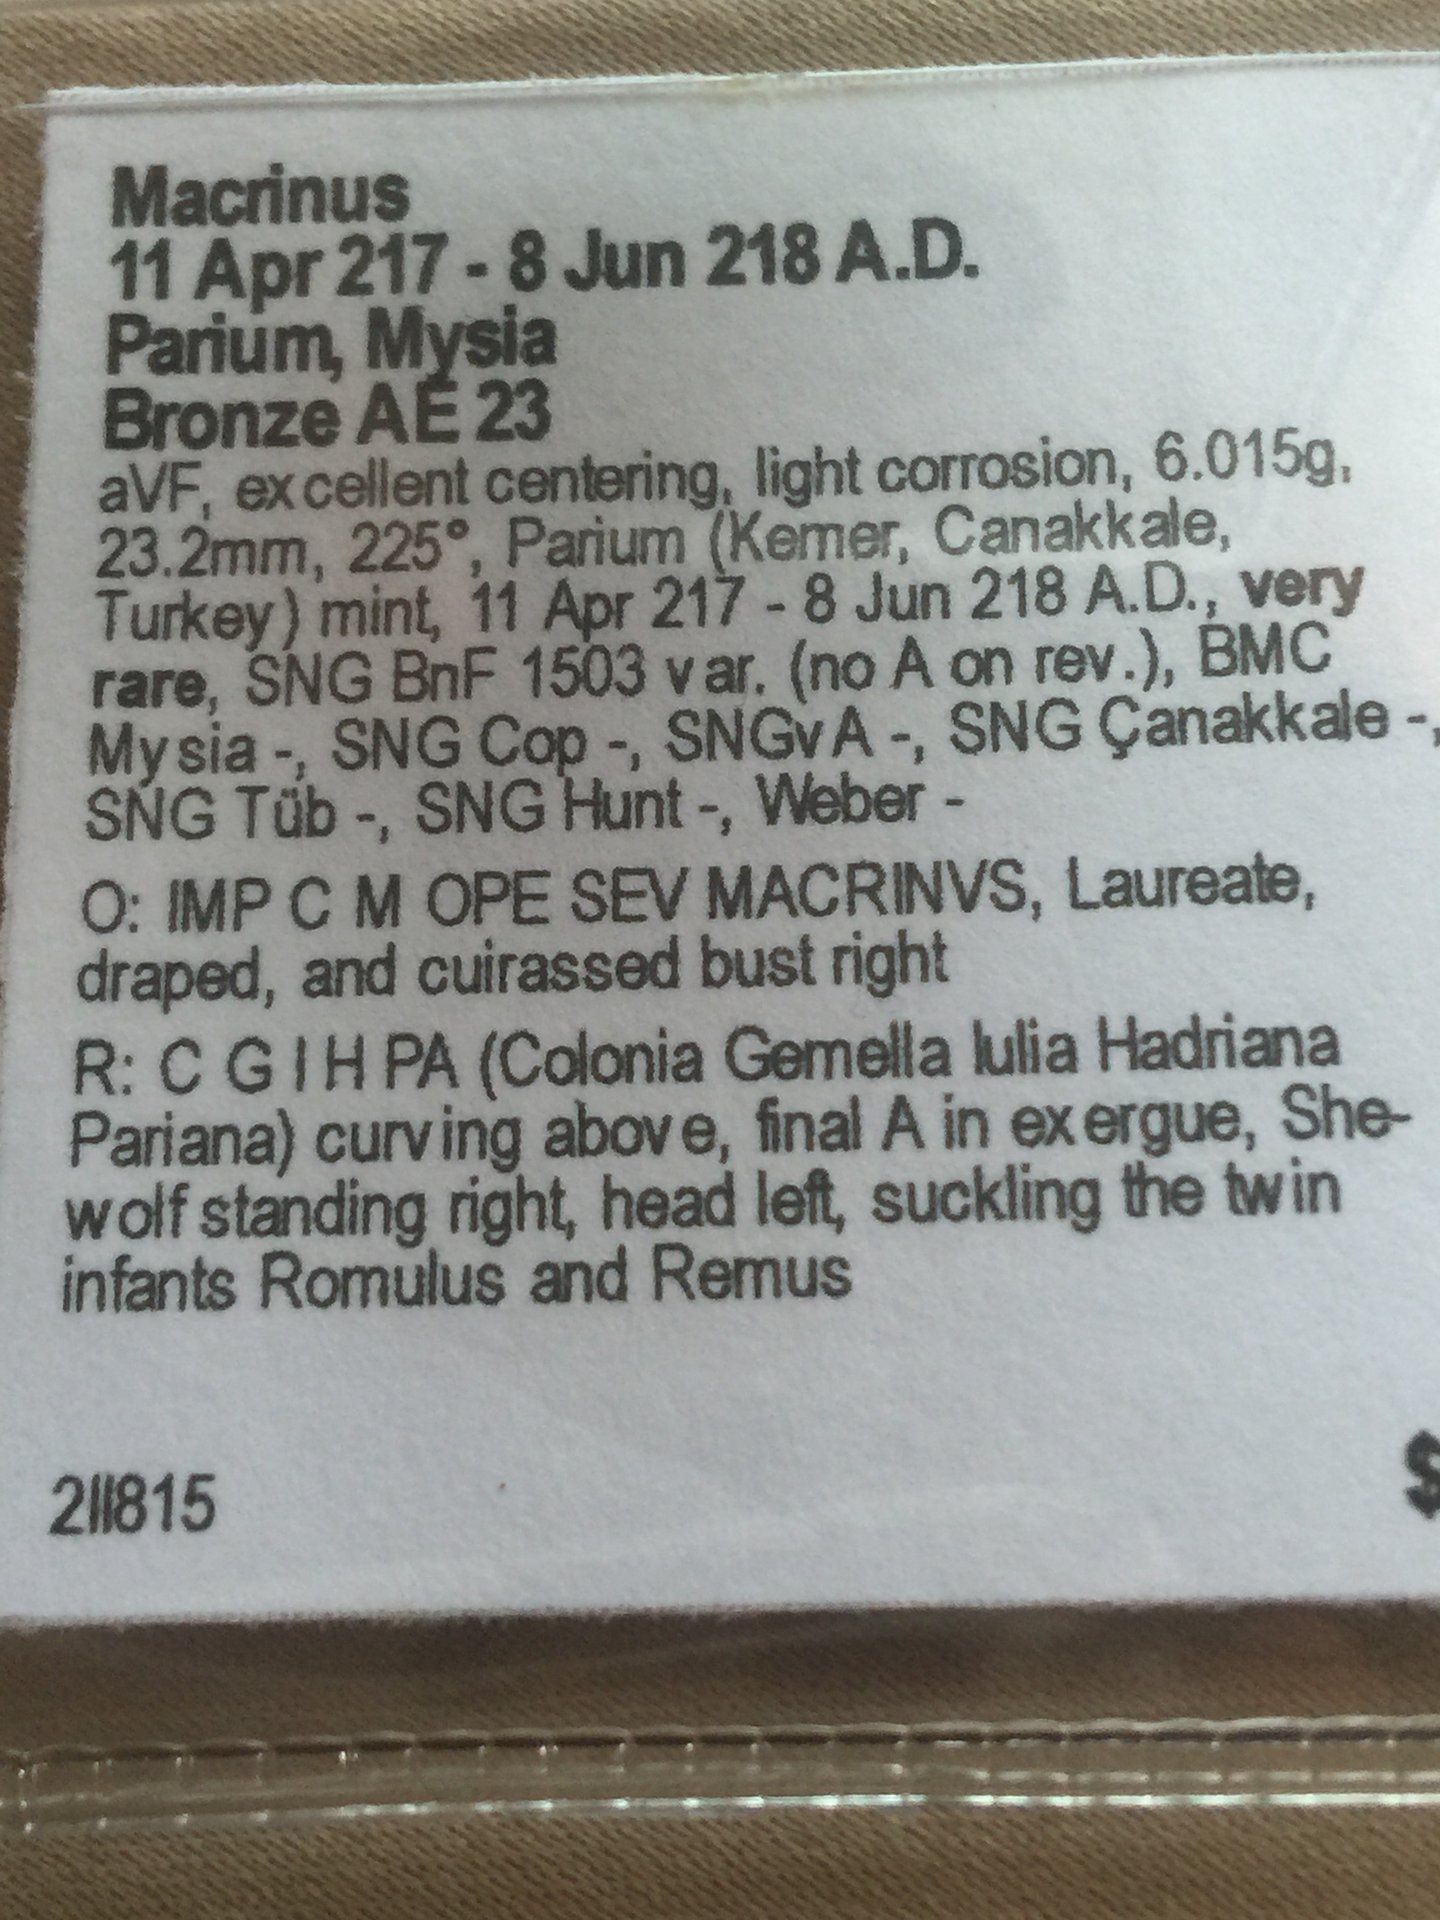 Macrinus
11 Apr 217 - 8 Jun 218 A.D.
Parium, Mysia
Bronze AE 23
aVF, excellent centering, light corrosion, 6.015g,
23.2mm, 225°, Parium (Kemer, Canakkale,
Turkey) mint, 11 Apr 217 - 8 Jun 218 A.D., very
rare, SNG BnF 1503 var. (no A on rev.), BMC
Mysia -, SNG Cop -, SNGvA -, SNG Çanakkale -,
SNG Tüb -, SNG Hunt -, Weber -
O: IMP C M OPE SEV MACRINVS, Laureate,
draped, and cuirassed bust right
R: C G I H PA (Colonia Gemella Iulia Hadriana
Pariana) curving above, final A in exergue, She-
wolf standing right, head left, suckling the twin
infants Romulus and Remus
2II815
$